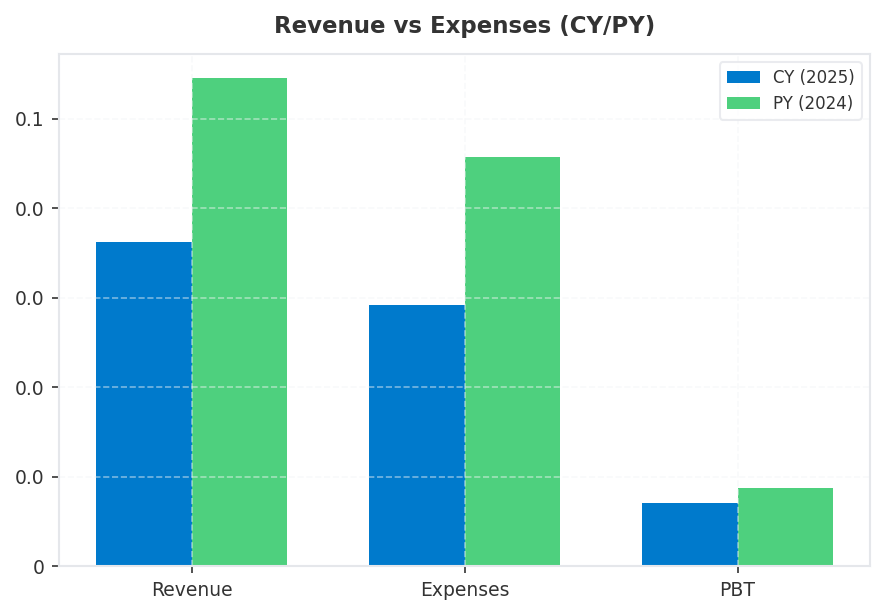 Revenue vs Expenses (CY/PY)
CY (2025)
PY (2024)
0.1
0.0
0.0
0.0
0.0
0
Revenue
Expenses
PBT